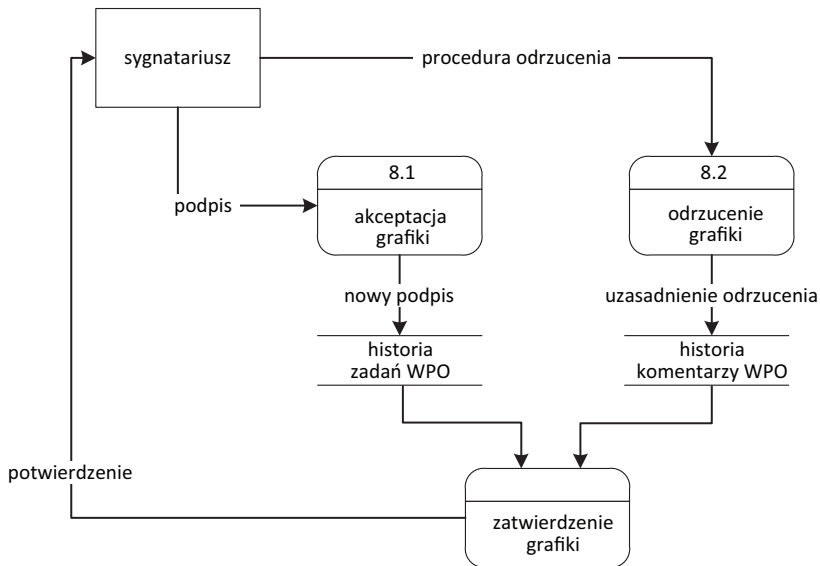 sygnatariusz
procedura odrzucenia
8.1
8.2
podpis
akceptacja
grafiki
odrzucenie
grafiki
nowy podpis
uzasadnienie odrzucenia
historia
zadań WPO
historia
komentarzy WPO
potwierdzenie
zatwierdzenie
grafiki